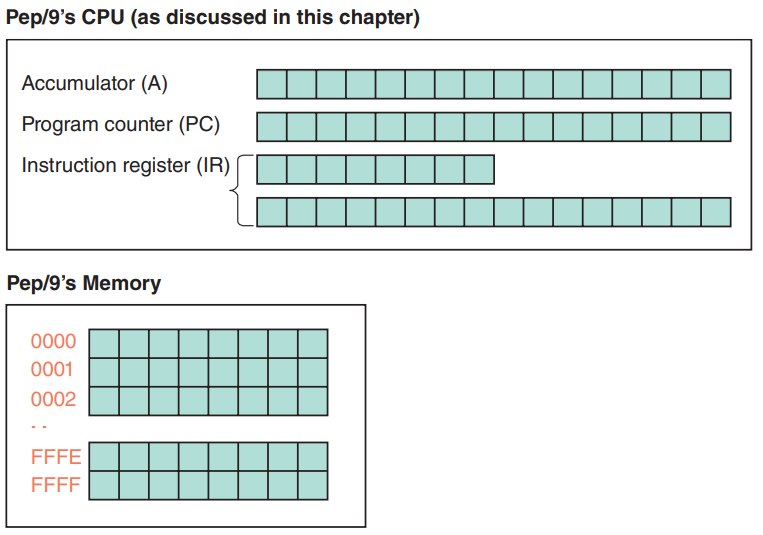 Pep/9's CPU (as discussed in this chapter)
Accumulator (A)
Program counter (PC)
Instruction register (IR)
Pep/9's Memory
0000
0001
0002
. .
FFFE
FFFF